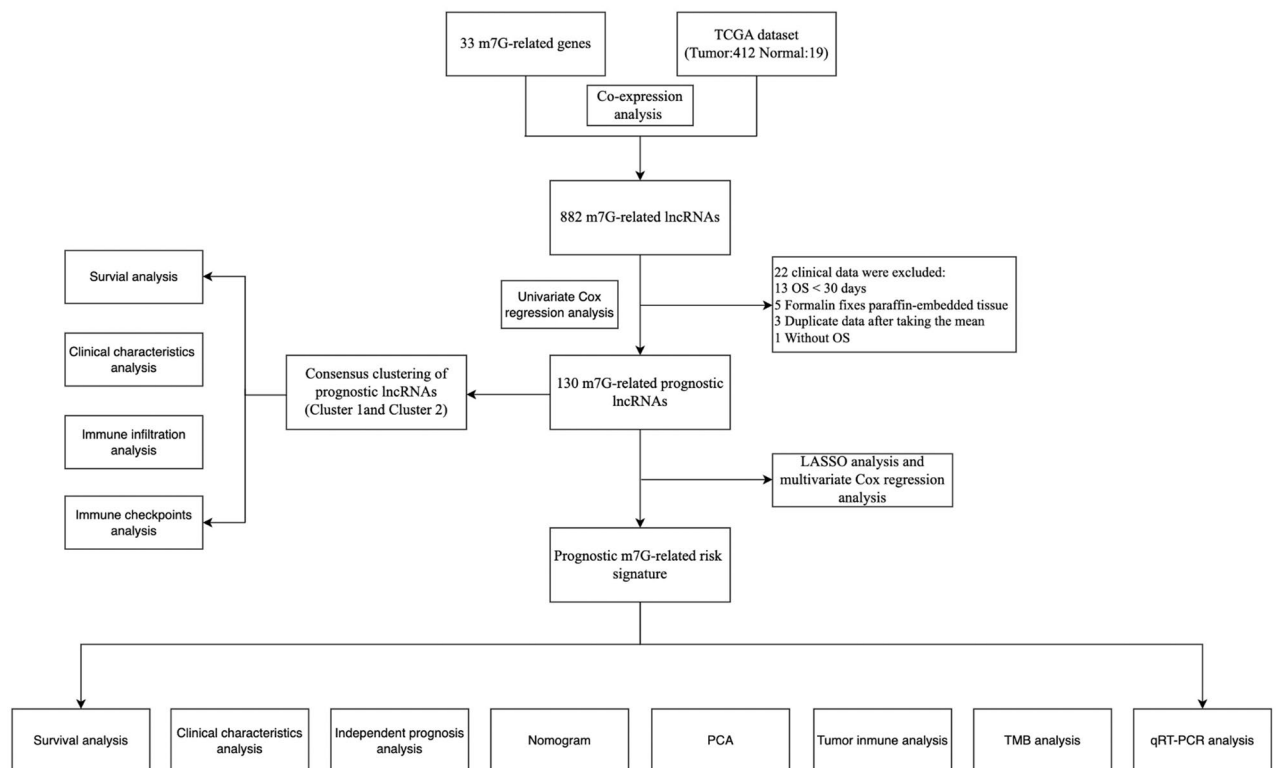 33 m7G-related genes
TCGA dataset
(Tumor:412 Normal:19)
Co-expression
analysis
882 m7G-related lncRNAs
Univariate Cox
regression analysis
22 clinical data were excluded:
13 OS < 30 days
5 Formalin fixes paraffin-embedded tissue
3 Duplicate data after taking the mean
1 Without OS
130 m7G-related prognostic
lncRNAs
Consensus clustering of
prognostic lncRNAs
(Cluster 1and Cluster 2)
Survial analysis
Clinical characteristics
analysis
Immune infiltration
analysis
Immune checkpoints
analysis
LASSO analysis and
multivariate Cox regression
analysis
Prognostic m7G-related risk
signature
Survival analysis
Clinical characteristics
analysis
Independent prognosis
analysis
Nomogram
PCA
Tumor inmune analysis
TMB analysis
qRT-PCR analysis